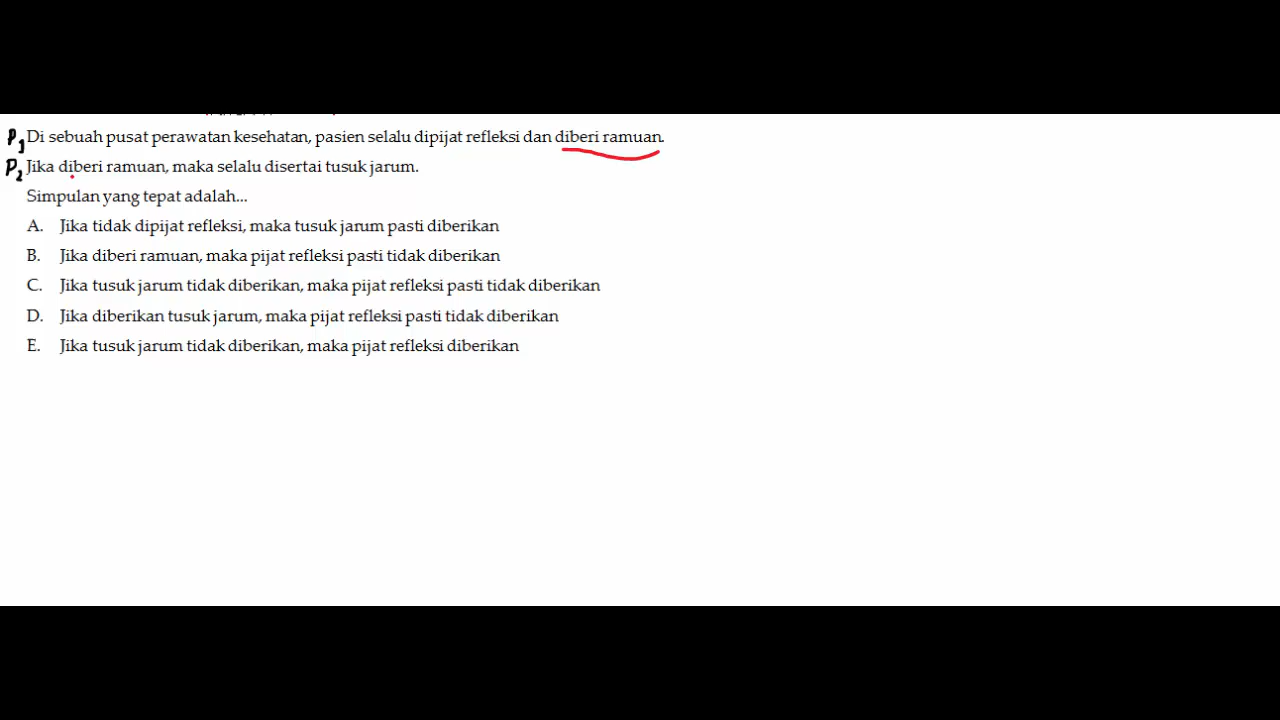 P1 Di sebuah pusat perawatan kesehatan, pasien selalu dipijat refleksi dan diberi ramuan.
P2 Jika diberi ramuan, maka selalu disertai tusuk jarum.
Simpulan yang tepat adalah...
A. Jika tidak dipijat refleksi, maka tusuk jarum pasti diberikan
B. Jika diberi ramuan, maka pijat refleksi pasti tidak diberikan
C. Jika tusuk jarum tidak diberikan, maka pijat refleksi pasti tidak diberikan
D. Jika diberikan tusuk jarum, maka pijat refleksi pasti tidak diberikan
E. Jika tusuk jarum tidak diberikan, maka pijat refleksi diberikan